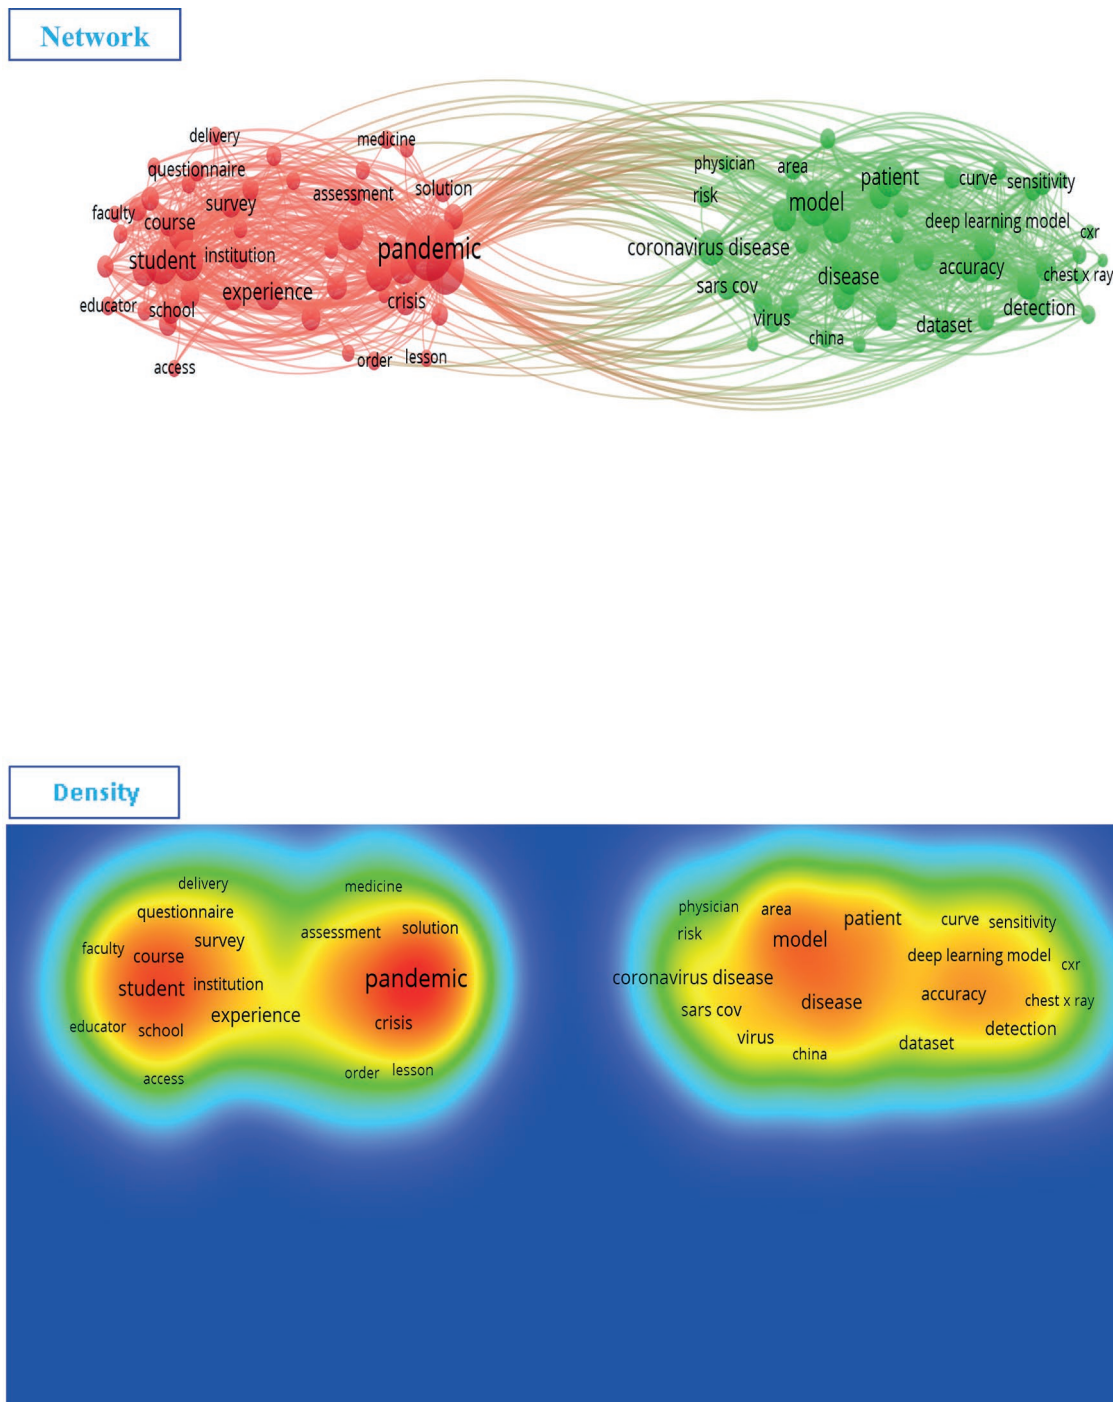 Network
delivery
medicine
questionnaire
assessment
solution
faculty
course
survey
pandemic
student
institution
experience
crisis
educator
school
access
order
lesson
physician
area
patient
curve
sensitivity
risk
model
deep learning model
cxr
coronavirus disease
disease
accuracy
chest x ray
sars cov
virus
china
dataset
detection
Density
delivery
medicine
questionnaire
assessment
solution
faculty
course
survey
pandemic
student
institution
experience
crisis
educator
school
access
order
lesson
physician
area
patient
curve
sensitivity
risk
model
deep learning model
cxr
coronavirus disease
disease
accuracy
chest x ray
sars cov
virus
china
dataset
detection